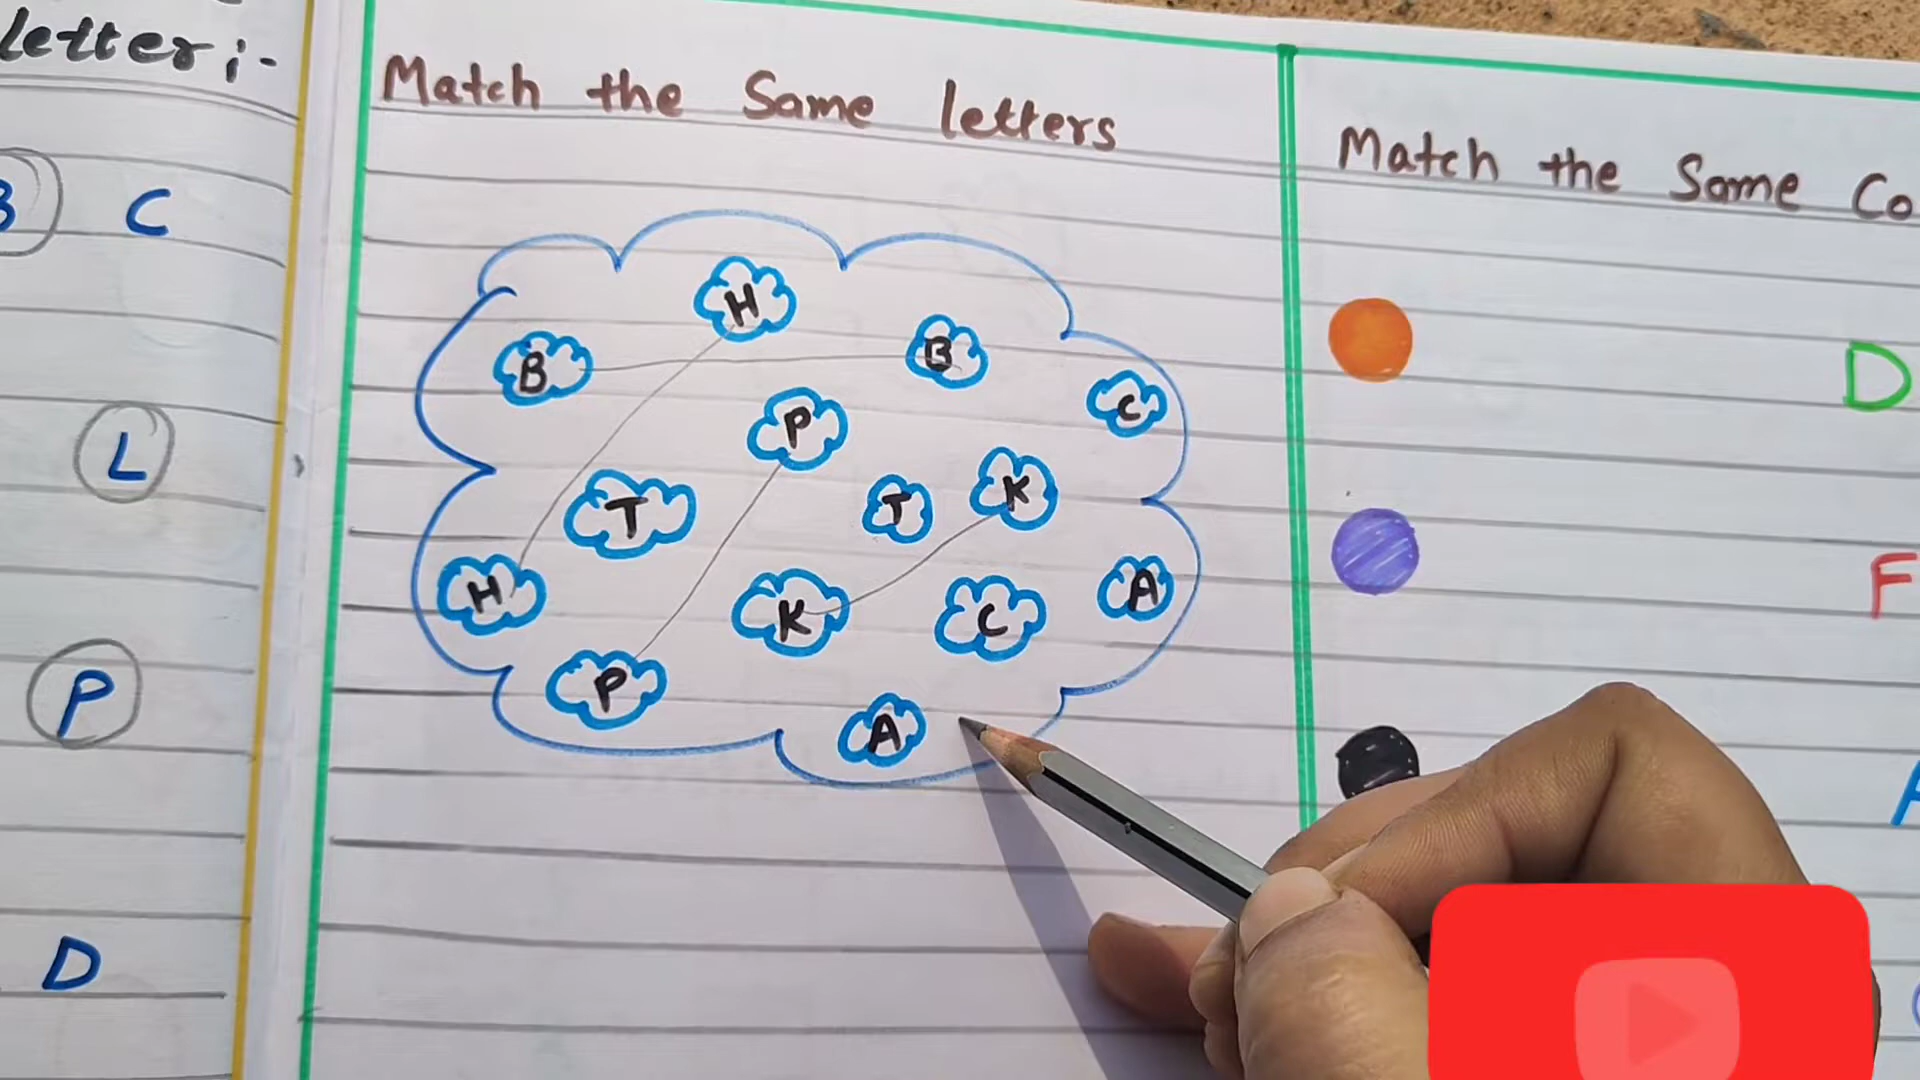 letter :-
B C
L
P
D
Match the Same letters
H
B B
C
P
T T K
H K C A
P
A
Match the Same Co
D
F